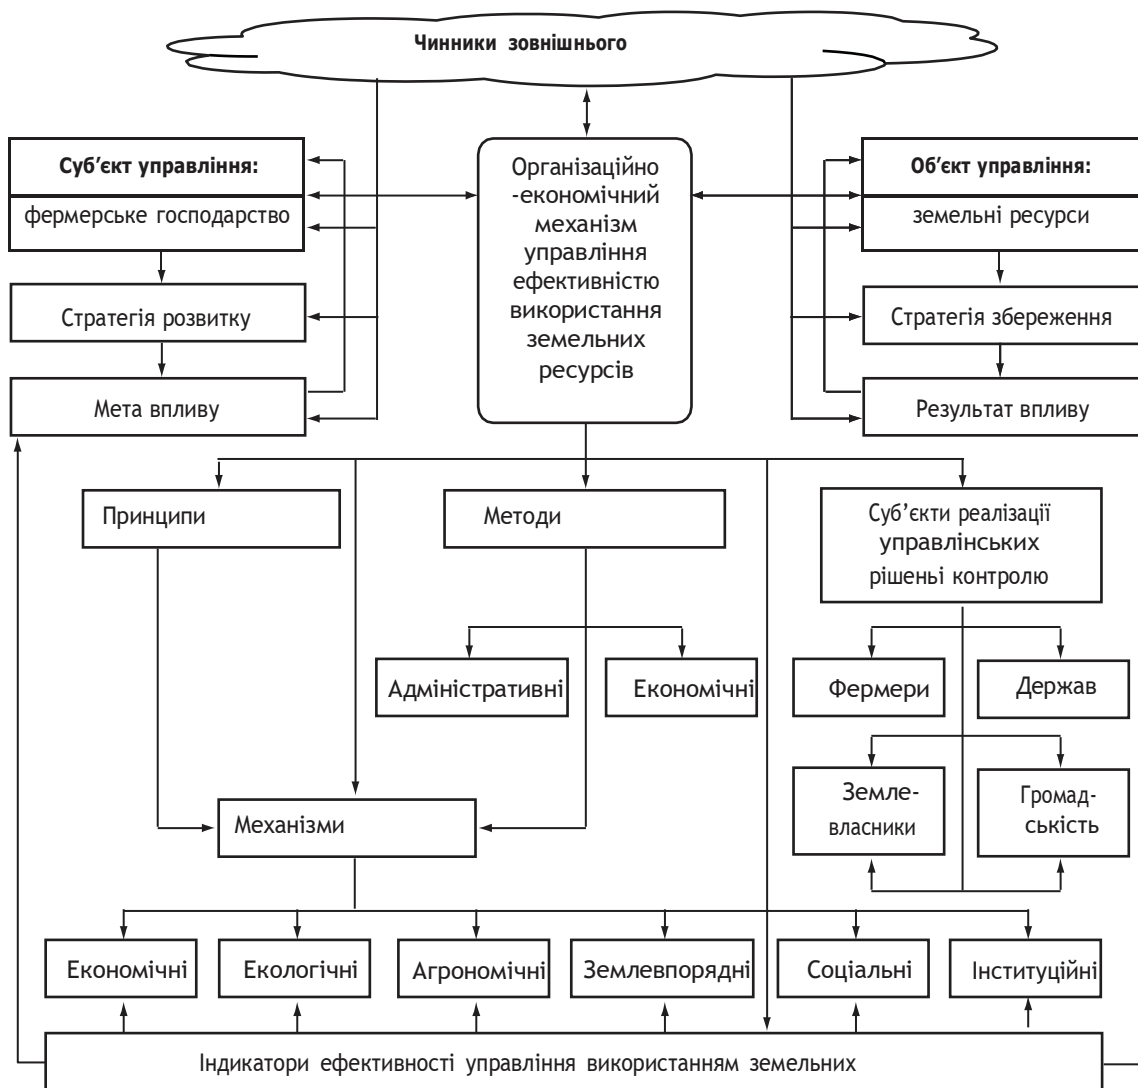 Чинники зовнішнього
Суб’єкт управління:
фермерське господарство
Стратегія розвитку
Мета впливу
Організаційно
-економічний
механізм
управління
ефективністю
використання
земельних
ресурсів
Об’єкт управління:
земельні ресурси
Стратегія збереження
Результат впливу
Принципи
Методи
Суб’єкти реалізації
управлінських
рішеньі контролю
Адміністративні
Економічні
Фермери
Держав
Земле-
власники
Громад-
ськість
Механізми
Економічні
Екологічні
Агрономічні
Землевпорядні
Соціальні
Інституційні
Індикатори ефективності управління використанням земельних